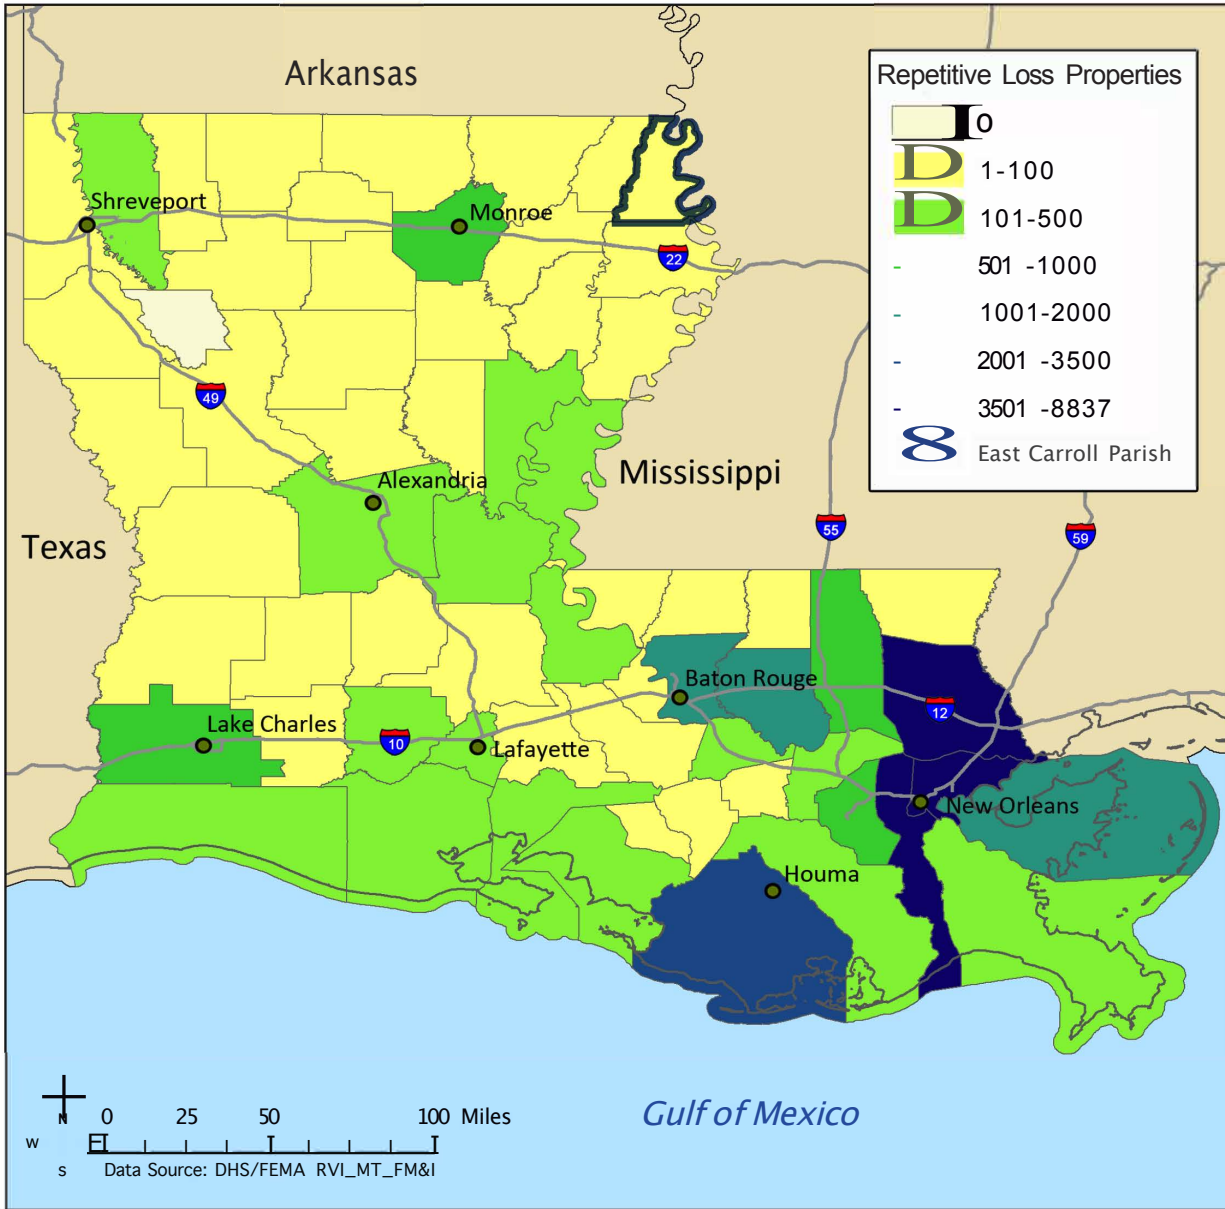 Arkansas
Repetitive Loss Properties
0
D 1-100
D 101-500
- 501 -1000
- 1001-2000
- 2001 -3500
- 3501 -8837
8 East Carroll Parish
Shreveport
Monroe
22
49
Alexandria
Mississippi
Texas
55
59
Baton Rouge
12
Lake Charles
10
Lafayette
New Orleans
Houma
Gulf of Mexico
N 0 25 50 100 Miles
w
s Data Source: DHS/FEMA RVI_MT_FM&I